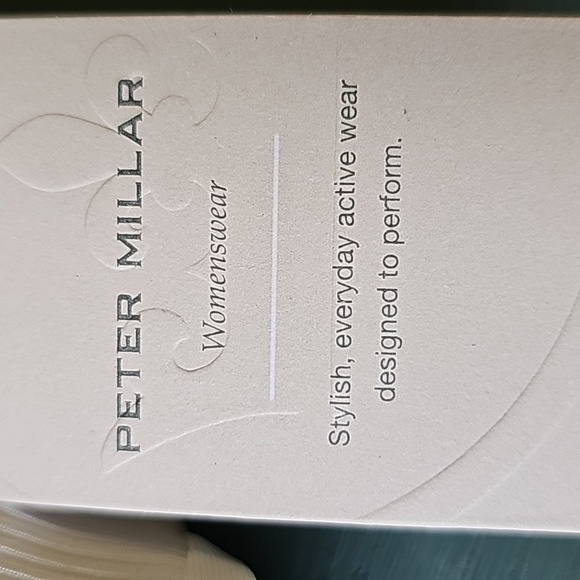 PETER MILLAR
Womenswear
Stylish, everyday active wear
designed to perform.